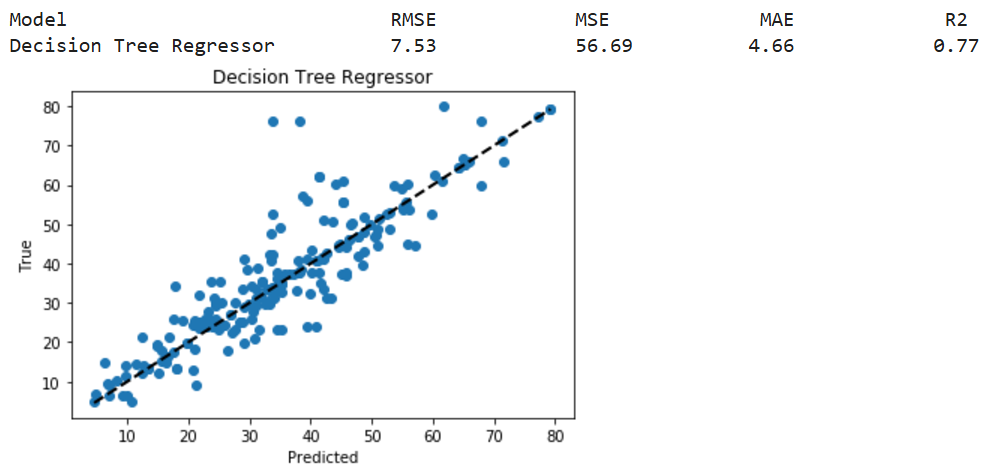 Model RMSE MSE MAE R2
Decision Tree Regressor 7.53 56.69 4.66 0.77
Decision Tree Regressor
80
70
60
50
40
30
20
10
True
10 20 30 40 50 60 70 80
Predicted